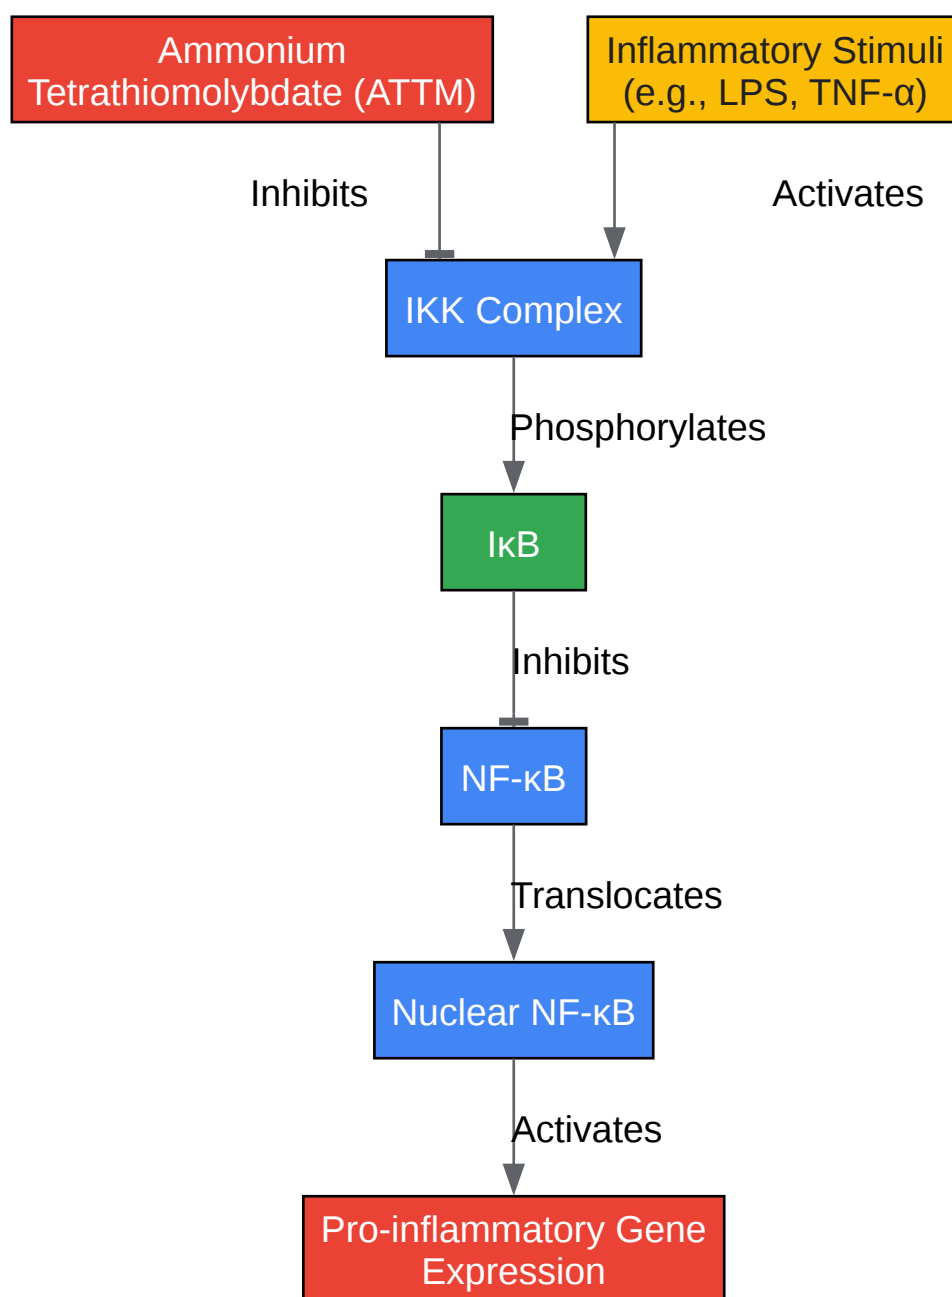 Ammonium
Tetrathiomolybdate (ATTM)
Inflammatory Stimuli
(e.g., LPS, TNF-α)
Inhibits
Activates
IKK Complex
Phosphorylates
IκB
Inhibits
NF-κB
Translocates
Nuclear NF-κB
Activates
Pro-inflammatory Gene
Expression